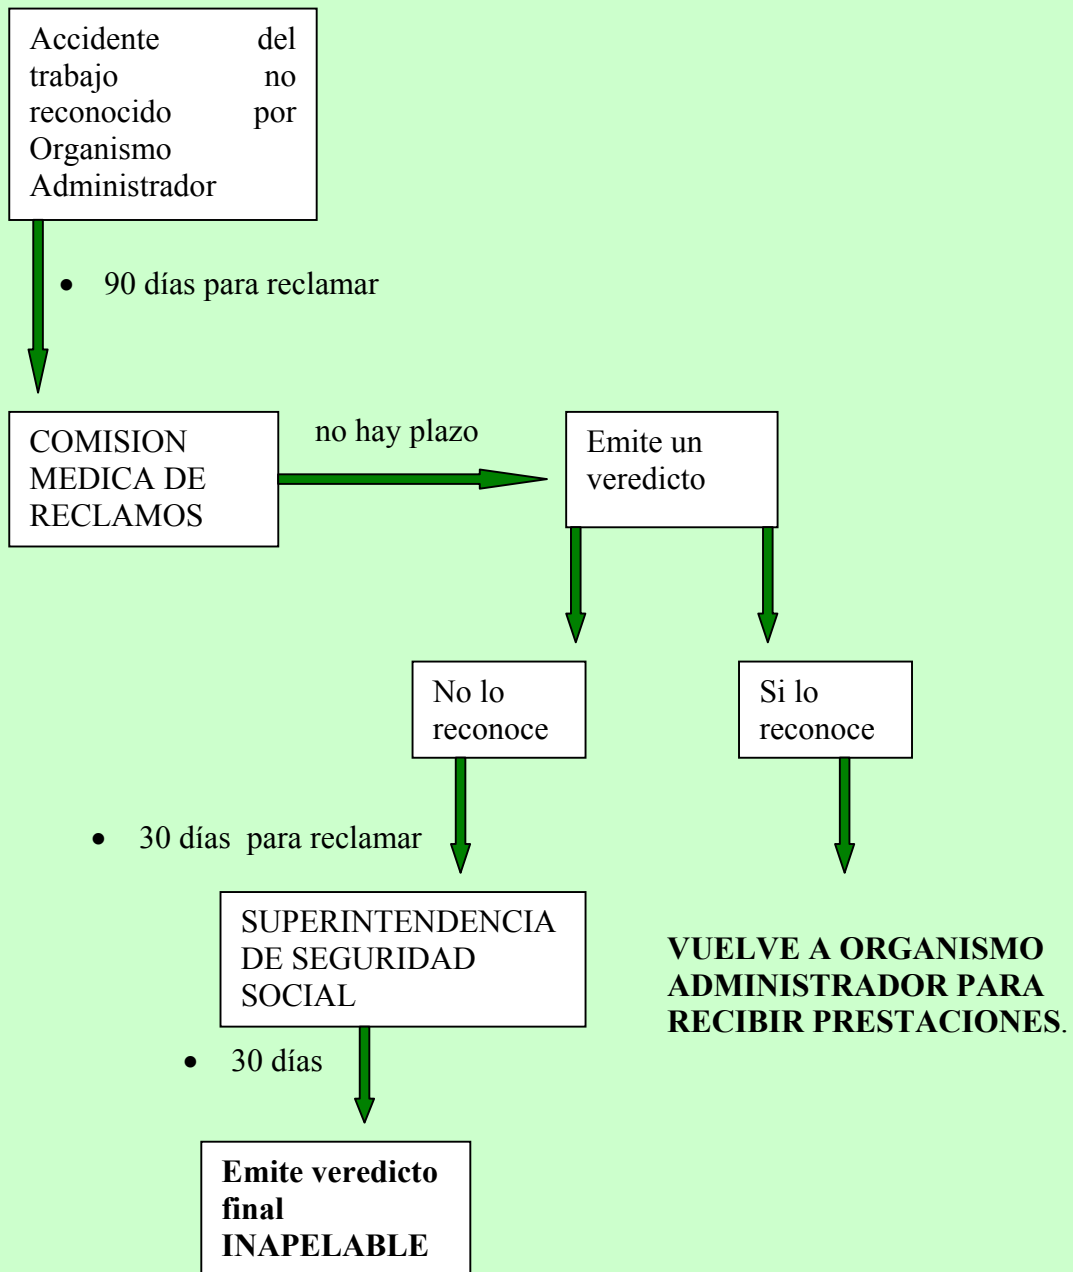 Accidente del
trabajo no
reconocido por
Organismo
Administrador
• 90 días para reclamar
COMISION
MEDICA DE
RECLAMOS
no hay plazo
Emite un
veredicto
No lo
reconoce
Si lo
reconoce
• 30 días para reclamar
SUPERINTENDENCIA
DE SEGURIDAD
SOCIAL
VUELVE A ORGANISMO
ADMINISTRADOR PARA
RECIBIR PRESTACIONES.
• 30 días
Emite veredicto
final
INAPELABLE